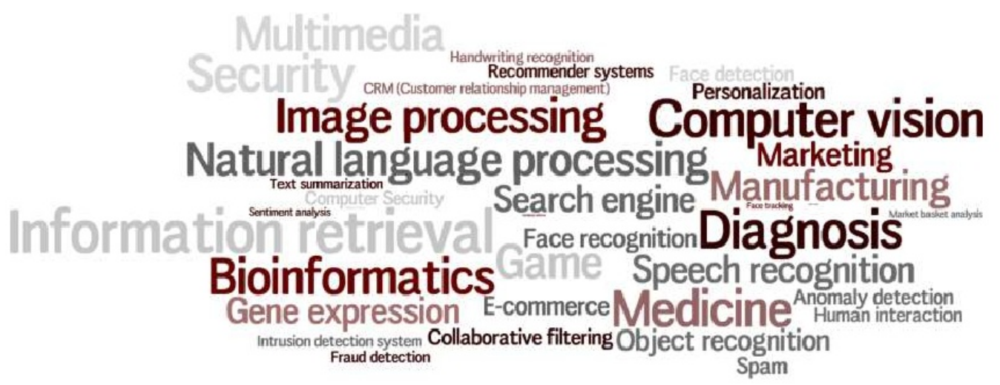 Multimedia
Handwriting recognition
Security
Recommender systems
Face detection
CRM (Customer relationship management)
Personalization
Image processing
Computer vision
Natural language processing
Marketing
Text summarization
Manufacturing
Computer Security
Search engine
Face tracking
Sentiment analysis
Market basket analysis
Information retrieval
Face recognition
Diagnosis
Game
Speech recognition
Bioinformatics
Gene expression
E-commerce
Medicine
Anomaly detection
Human interaction
Intrusion detection system
Collaborative filtering
Object recognition
Fraud detection
Spam